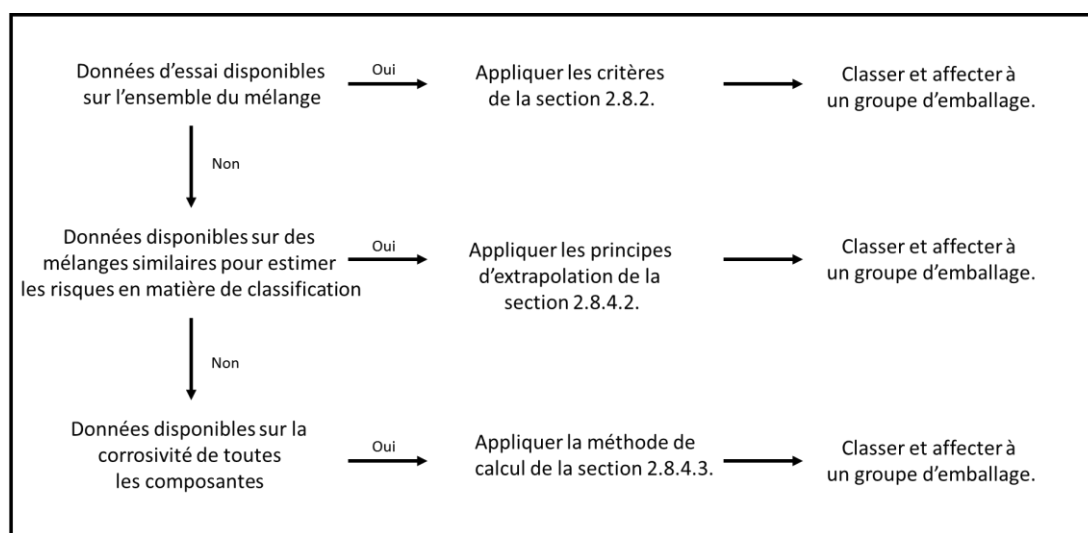 Données d'essai disponibles
sur l'ensemble du mélange
Oui
Appliquer les critères
de la section 2.8.2.
Classer et affecter à
un groupe d'emballage.
Non
Données disponibles sur des
mélanges similaires pour estimer
les risques en matière de classification
Oui
Appliquer les principes
d'extrapolation de la
section 2.8.4.2.
Classer et affecter à
un groupe d'emballage.
Non
Données disponibles sur la
corrosivité de toutes
les composantes
Oui
Appliquer la méthode de
calcul de la section 2.8.4.3.
Classer et affecter à
un groupe d'emballage.